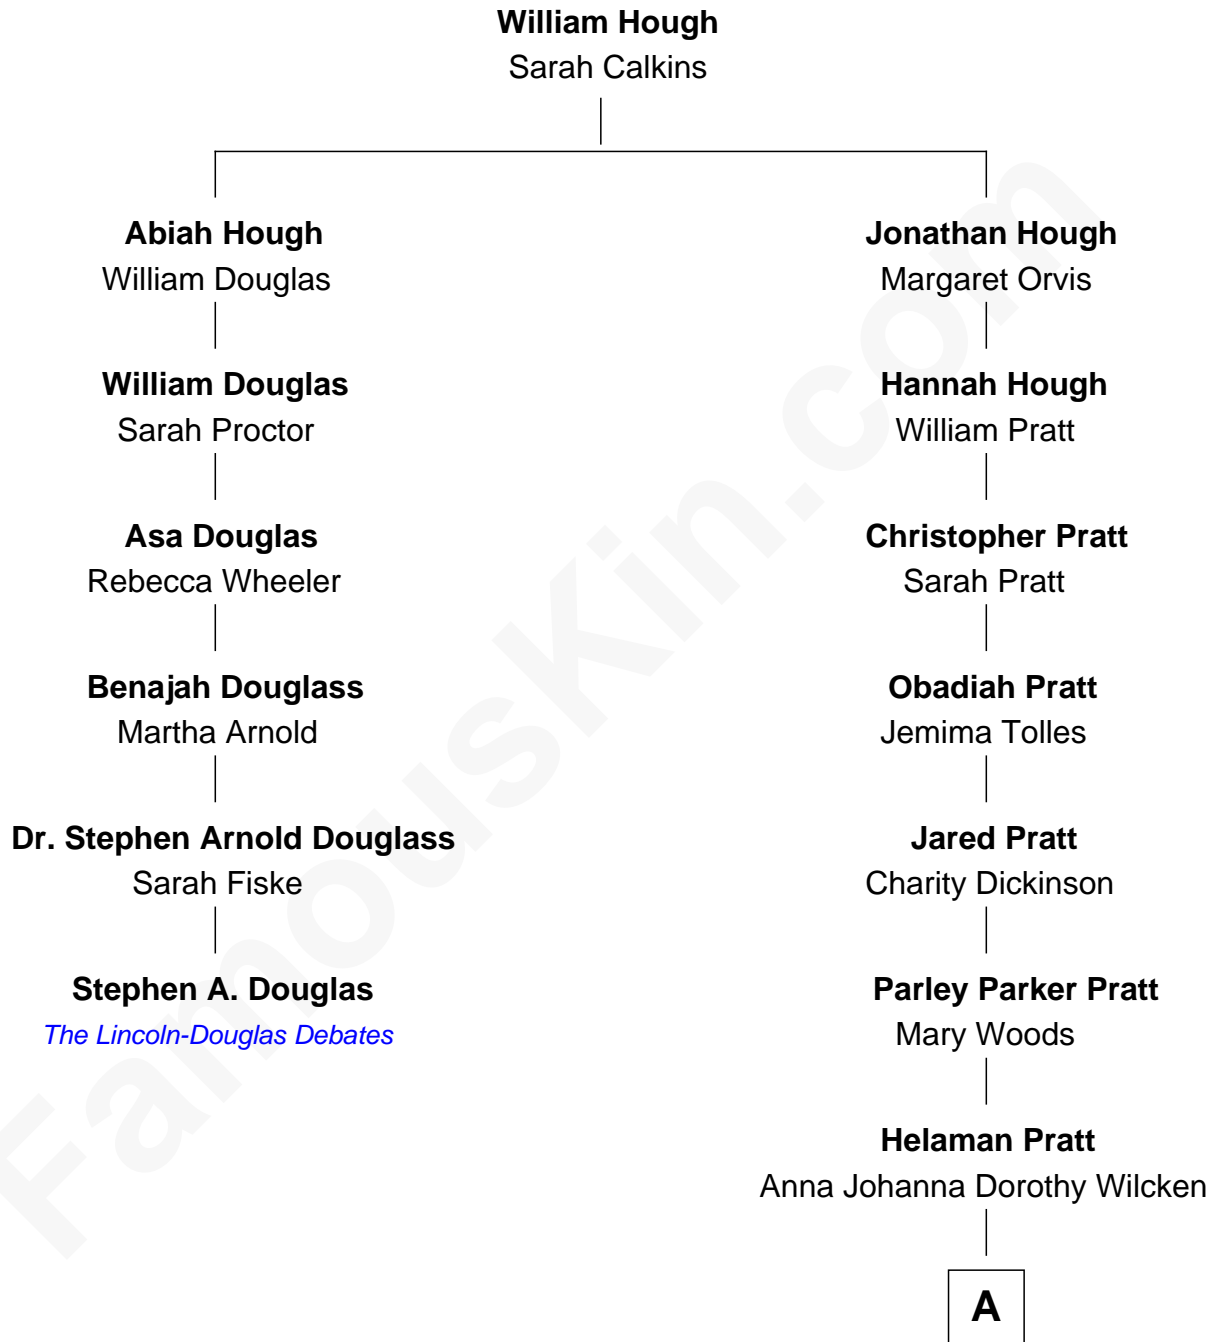 William Hough
Sarah Calkins
Abiah Hough
William Douglas
Jonathan Hough
Margaret Orvis
William Douglas
Sarah Proctor
Hannah Hough
William Pratt
Asa Douglas
Rebecca Wheeler
Christopher Pratt
Sarah Pratt
Benajah Douglass
Martha Arnold
Obadiah Pratt
Jemima Tolles
Dr. Stephen Arnold Douglass
Sarah Fiske
Jared Pratt
Charity Dickinson
Stephen A. Douglas
The Lincoln-Douglas Debates
Parley Parker Pratt
Mary Woods
Helaman Pratt
Anna Johanna Dorothy Wilcken
A
FamousKin.com